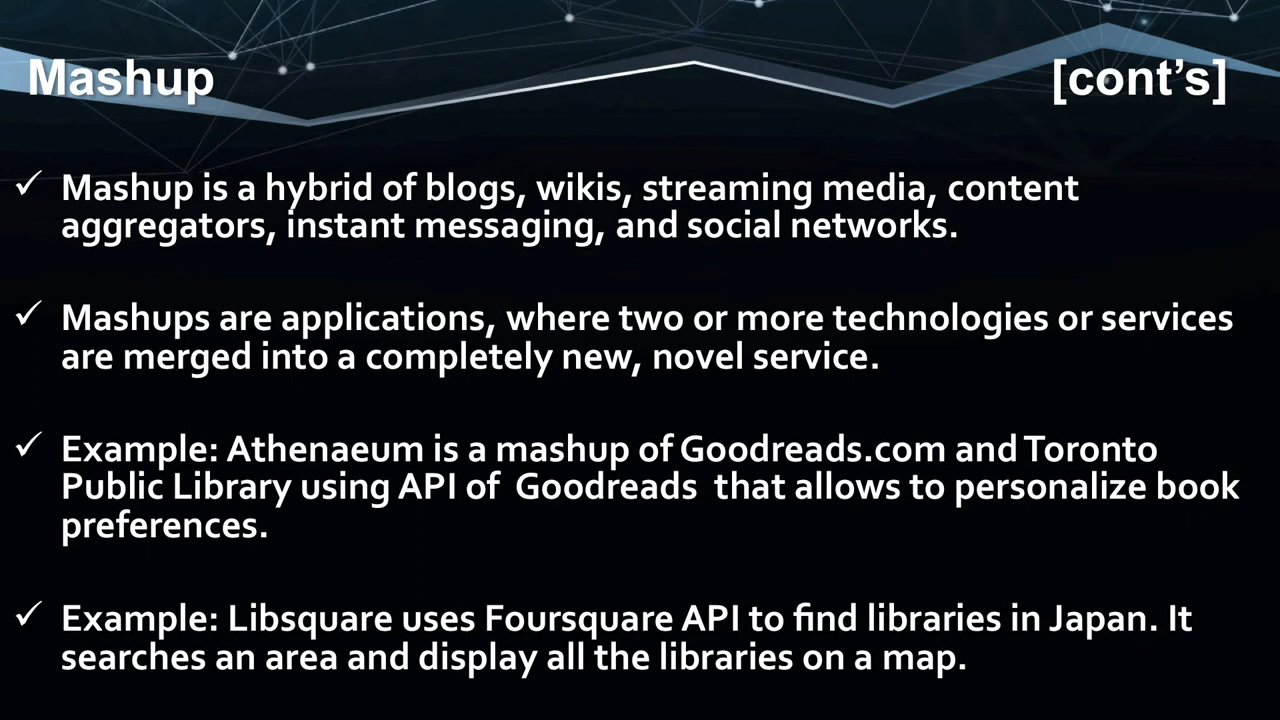 Mashup [cont’s]
✓ Mashup is a hybrid of blogs, wikis, streaming media, content
aggregators, instant messaging, and social networks.
✓ Mashups are applications, where two or more technologies or services
are merged into a completely new, novel service.
✓ Example: Athenaeum is a mashup of Goodreads.com and Toronto
Public Library using API of Goodreads that allows to personalize book
preferences.
✓ Example: Libsquare uses Foursquare API to find libraries in Japan. It
searches an area and display all the libraries on a map.